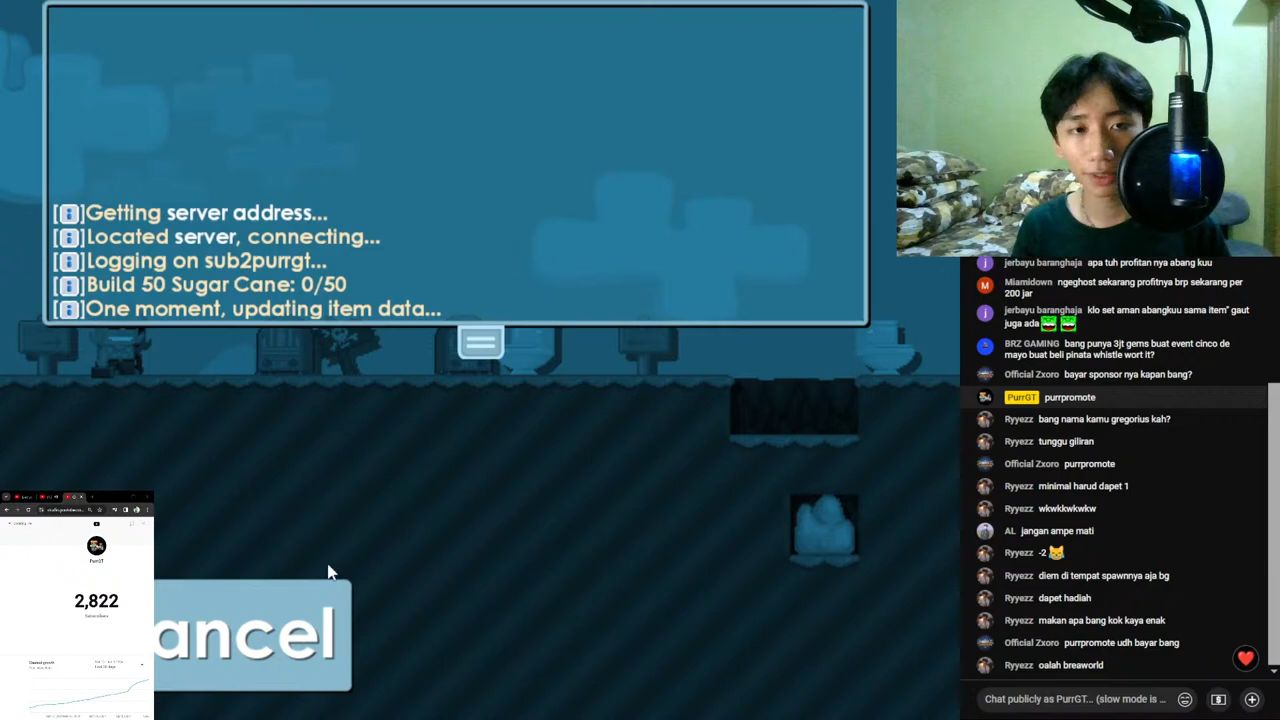 [i]Getting server address...
[i]Located server, connecting...
[i]Logging on sub2purrgt...
[i]Build 50 Sugar Cane: 0/50
[i]One moment, updating item data...
ancel
PurrGT
2,822
Subscribers
jerbayu baranghaja apa tuh profitan nya abang kuu
M Miamidown ngeghost sekarang profitnya brp sekarang per
200 jar
j jerbayu baranghaja klo set aman abangkuu sama item" gaut
juga ada
BRZ GAMING bang punya 3jt gems buat event cinco de
mayo buat beli pinata whistle wort it?
Official Zxoro bayar sponsor nya kapan bang?
PurrGT purrpromote
Ryyezz bang nama kamu gregorius kah?
Ryyezz tunggu giliran
Official Zxoro purrpromote
Ryyezz minimal harud dapet 1
Ryyezz wkwkkwkwkw
AL jangan ampe mati
Ryyezz -2 😿
Ryyezz diem di tempat spawnnya aja bg
Ryyezz dapet hadiah
Ryyezz makan apa bang kok kaya enak
Official Zxoro purrpromote udh bayar bang
Ryyezz oalah breaworld
Chat publicly as PurrGT... (slow mode is ...